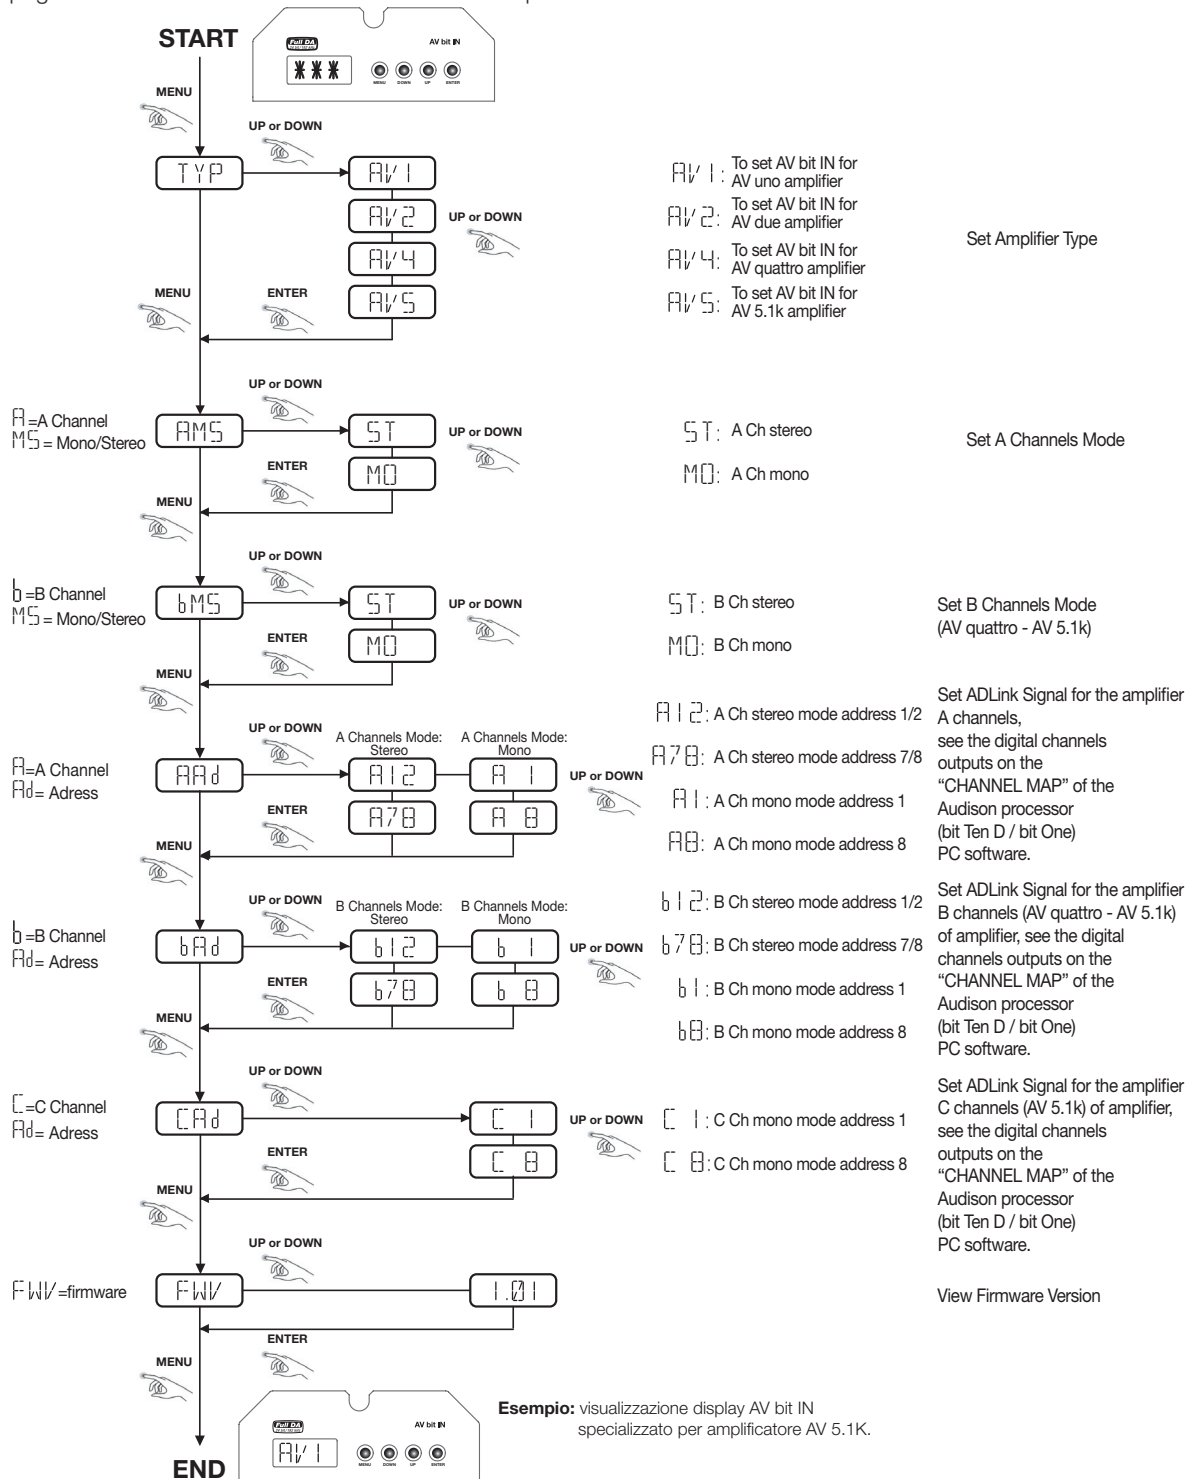 START
Full DA
AV bit IN
***
MENU DOWN UP ENTER
MENU
UP or DOWN
TYP
AV1
AV2
AV4
AV5
UP or DOWN
MENU
ENTER
AV1: To set AV bit IN for
AV uno amplifier
AV2: To set AV bit IN for
AV due amplifier
AV4: To set AV bit IN for
AV quattro amplifier
AV5: To set AV bit IN for
AV 5.1k amplifier
Set Amplifier Type
UP or DOWN
A=A Channel
MS= Mono/Stereo
AMS
ST
MO
UP or DOWN
ENTER
MENU
ST: A Ch stereo
MO: A Ch mono
Set A Channels Mode
UP or DOWN
b=B Channel
MS= Mono/Stereo
bMS
ST
MO
UP or DOWN
ENTER
MENU
ST: B Ch stereo
MO: B Ch mono
Set B Channels Mode
(AV quattro - AV 5.1k)
UP or DOWN
A Channels Mode:
Stereo
A Channels Mode:
Mono
A=A Channel
Ad= Adress
AAd
A12
A 1
A78
A 8
UP or DOWN
ENTER
MENU
A12: A Ch stereo mode address 1/2
A78: A Ch stereo mode address 7/8
A1: A Ch mono mode address 1
A8: A Ch mono mode address 8
Set ADLink Signal for the amplifier
A channels,
see the digital channels
outputs on the
“CHANNEL MAP” of the
Audison processor
(bit Ten D / bit One)
PC software.
UP or DOWN
B Channels Mode:
Stereo
B Channels Mode:
Mono
b=B Channel
Ad= Adress
bAd
b12
b 1
b78
b 8
UP or DOWN
ENTER
MENU
b12: B Ch stereo mode address 1/2
b78: B Ch stereo mode address 7/8
b1: B Ch mono mode address 1
b8: B Ch mono mode address 8
Set ADLink Signal for the amplifier
B channels (AV quattro - AV 5.1k)
of amplifier, see the digital
channels outputs on the
“CHANNEL MAP” of the
Audison processor
(bit Ten D / bit One)
PC software.
UP or DOWN
C=C Channel
Ad= Adress
CAd
C 1
C 8
UP or DOWN
ENTER
MENU
C 1: C Ch mono mode address 1
C 8: C Ch mono mode address 8
Set ADLink Signal for the amplifier
C channels (AV 5.1k) of amplifier,
see the digital channels
outputs on the
“CHANNEL MAP” of the
Audison processor
(bit Ten D / bit One)
PC software.
UP or DOWN
FWV=firmware
FWV
1.01
View Firmware Version
ENTER
MENU
Full DA
AV bit IN
AV1
MENU DOWN UP ENTER
Esempio: visualizzazione display AV bit IN
specializzato per amplificatore AV 5.1K.
END